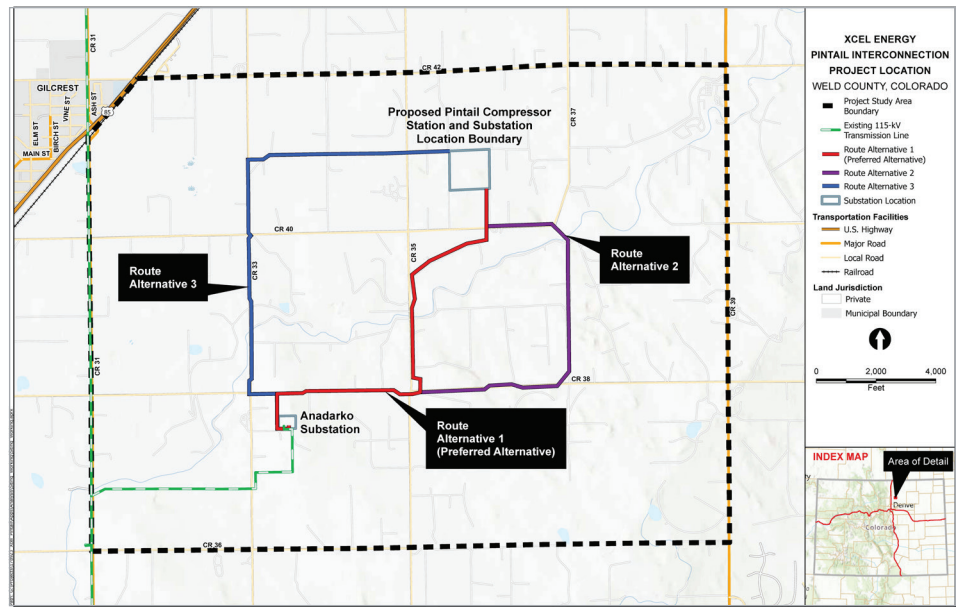 CR 31
CR 42
GILCREST
ELM ST
BIRCH ST
VINE ST
ASH ST
85
MAIN ST
CR 37
Proposed Pintail Compressor
Station and Substation
Location Boundary
CR 40
CR 35
CR 33
Route
Alternative 3
Route
Alternative 2
CR 39
CR 31
CR 38
Anadarko
Substation
Route
Alternative 1
(Preferred Alternative)
CR 36
XCEL ENERGY
PINTAIL INTERCONNECTION
PROJECT LOCATION
WELD COUNTY, COLORADO
Project Study Area
Boundary
Existing 115-kV
Transmission Line
Route Alternative 1
(Preferred Alternative)
Route Alternative 2
Route Alternative 3
Substation Location
Transportation Facilities
U.S. Highway
Major Road
Local Road
Railroad
Land Jurisdiction
Private
Municipal Boundary
0 2,000 4,000
Feet
INDEX MAP
Area of Detail
Denve
Colorado